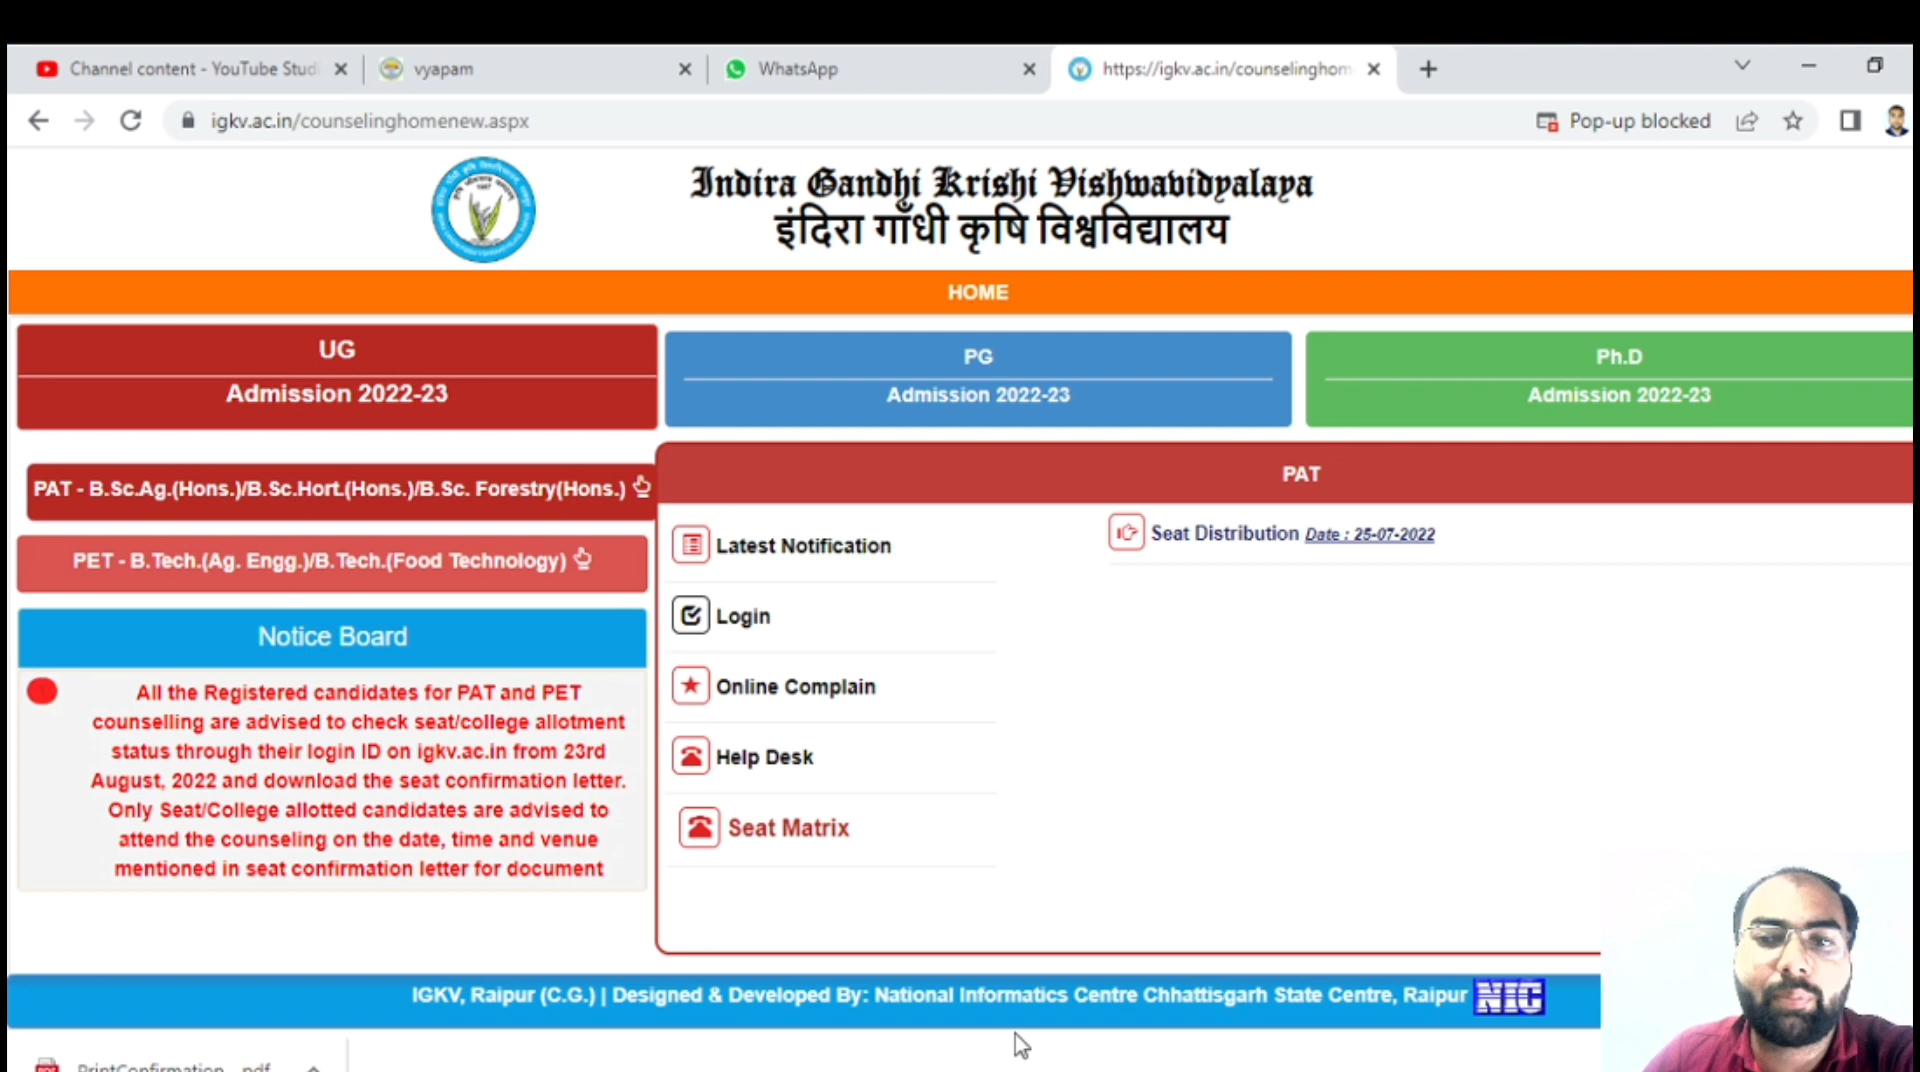 Channel content - YouTube Studi
vyapam
WhatsApp
https://igkv.ac.in/counselinghom
igkv.ac.in/counselinghomenew.aspx
Pop-up blocked
Indira Gandhi Krishi Vishwavidyalaya
इंदिरा गाँधी कृषि विश्वविद्यालय
HOME
UG
Admission 2022-23
PG
Admission 2022-23
Ph.D
Admission 2022-23
PAT - B.Sc.Ag.(Hons.)/B.Sc.Hort.(Hons.)/B.Sc. Forestry(Hons.)
PET - B.Tech.(Ag. Engg.)/B.Tech.(Food Technology)
Notice Board
All the Registered candidates for PAT and PET
counselling are advised to check seat/college allotment
status through their login ID on igkv.ac.in from 23rd
August, 2022 and download the seat confirmation letter.
Only Seat/College allotted candidates are advised to
attend the counseling on the date, time and venue
mentioned in seat confirmation letter for document
PAT
Latest Notification
Login
Online Complain
Help Desk
Seat Matrix
Seat Distribution Date : 25-07-2022
IGKV, Raipur (C.G.) | Designed & Developed By: National Informatics Centre Chhattisgarh State Centre, Raipur NIC
PrintConfirmation....pdf